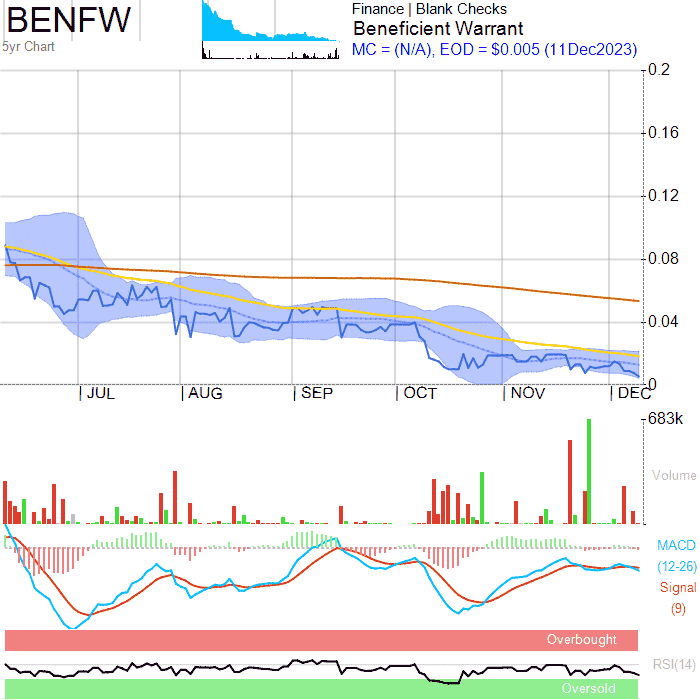 BENFW
5yr Chart
Finance | Blank Checks
Beneficient Warrant
MC = (N/A), EOD = $0.005 (11Dec2023)
0.2
0.16
0.12
0.08
0.04
0
JUL
AUG
SEP
OCT
NOV
DEC
683k
Volume
MACD
(12-26)
Signal
(9)
Overbought
RSI(14)
Oversold